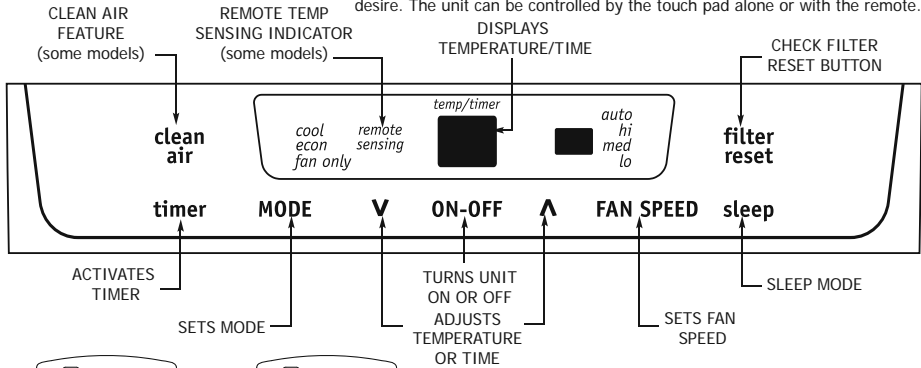 desire. The unit can be controlled by the touch pad alone or with the remote.
CLEAN AIR
FEATURE
(some models)
REMOTE TEMP
SENSING INDICATOR
(some models)
DISPLAYS
TEMPERATURE/TIME
CHECK FILTER
RESET BUTTON
clean
air
cool
econ
fan only
remote
sensing
temp/timer
auto
hi
med
lo
filter
reset
timer MODE V ON-OFF Λ FAN SPEED sleep
ACTIVATES
TIMER
SETS MODE
TURNS UNIT
ON OR OFF
ADJUSTS
TEMPERATURE
OR TIME
SETS FAN
SPEED
SLEEP MODE